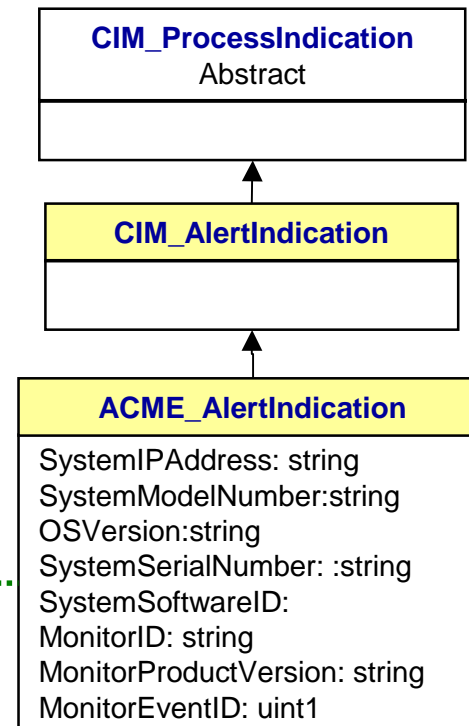 CIM_ProcessIndication
Abstract
CIM_AlertIndication
ACME_AlertIndication
SystemIPAddress: string
SystemModelNumber:string
OSVersion:string
SystemSerialNumber: :string
SystemSoftwareID:
MonitorID: string
MonitorProductVersion: string
MonitorEventID: uint1